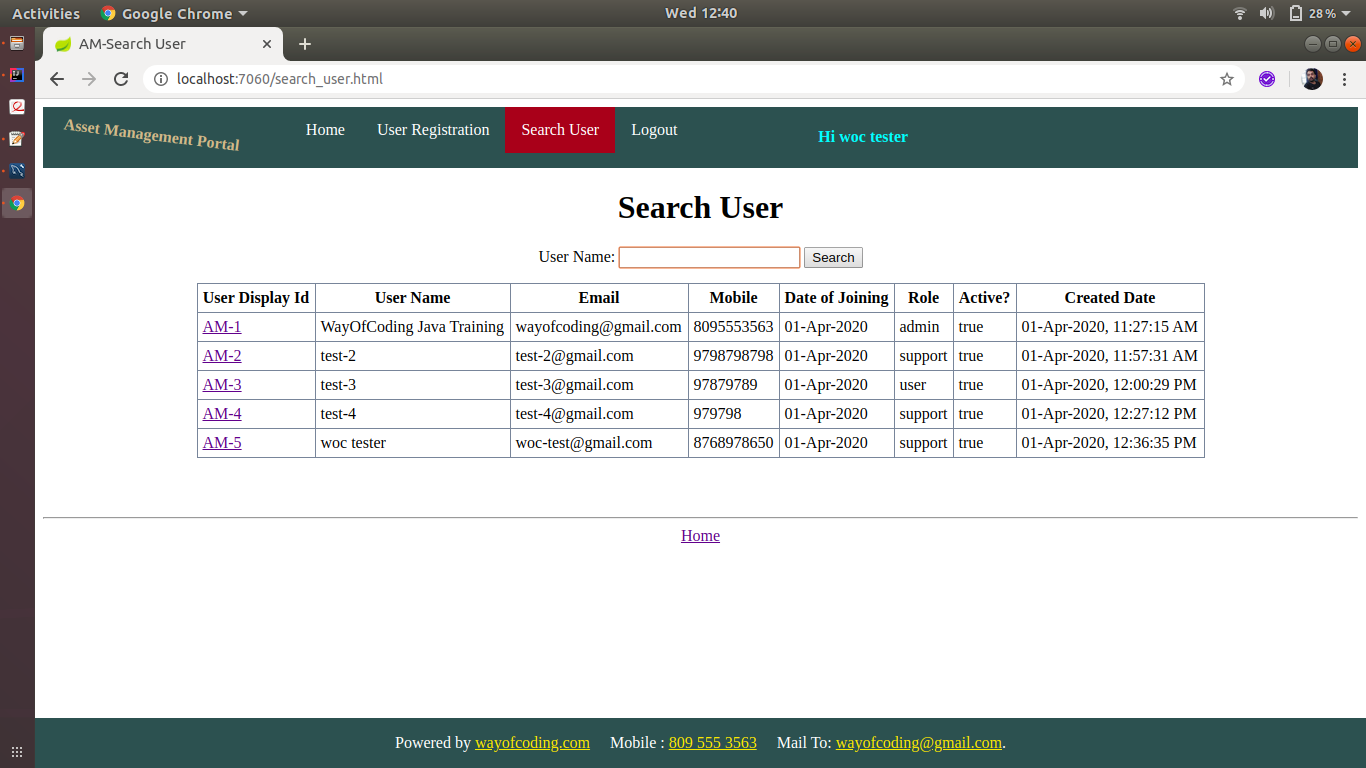 Activities Google Chrome Wed 12:40 28%
AM-Search User
localhost:7060/search_user.html
Asset Management Portal Home User Registration Search User Logout Hi woc tester
Search User
User Name: Search
User Display Id User Name Email Mobile Date of Joining Role Active? Created Date
AM-1 WayOfCoding Java Training wayofcoding@gmail.com 8095553563 01-Apr-2020 admin true 01-Apr-2020, 11:27:15 AM
AM-2 test-2 test-2@gmail.com 9798798798 01-Apr-2020 support true 01-Apr-2020, 11:57:31 AM
AM-3 test-3 test-3@gmail.com 97879789 01-Apr-2020 user true 01-Apr-2020, 12:00:29 PM
AM-4 test-4 test-4@gmail.com 979798 01-Apr-2020 support true 01-Apr-2020, 12:27:12 PM
AM-5 woc tester woc-test@gmail.com 8768978650 01-Apr-2020 support true 01-Apr-2020, 12:36:35 PM
Home
Powered by wayofcoding.com Mobile : 809 555 3563 Mail To: wayofcoding@gmail.com.